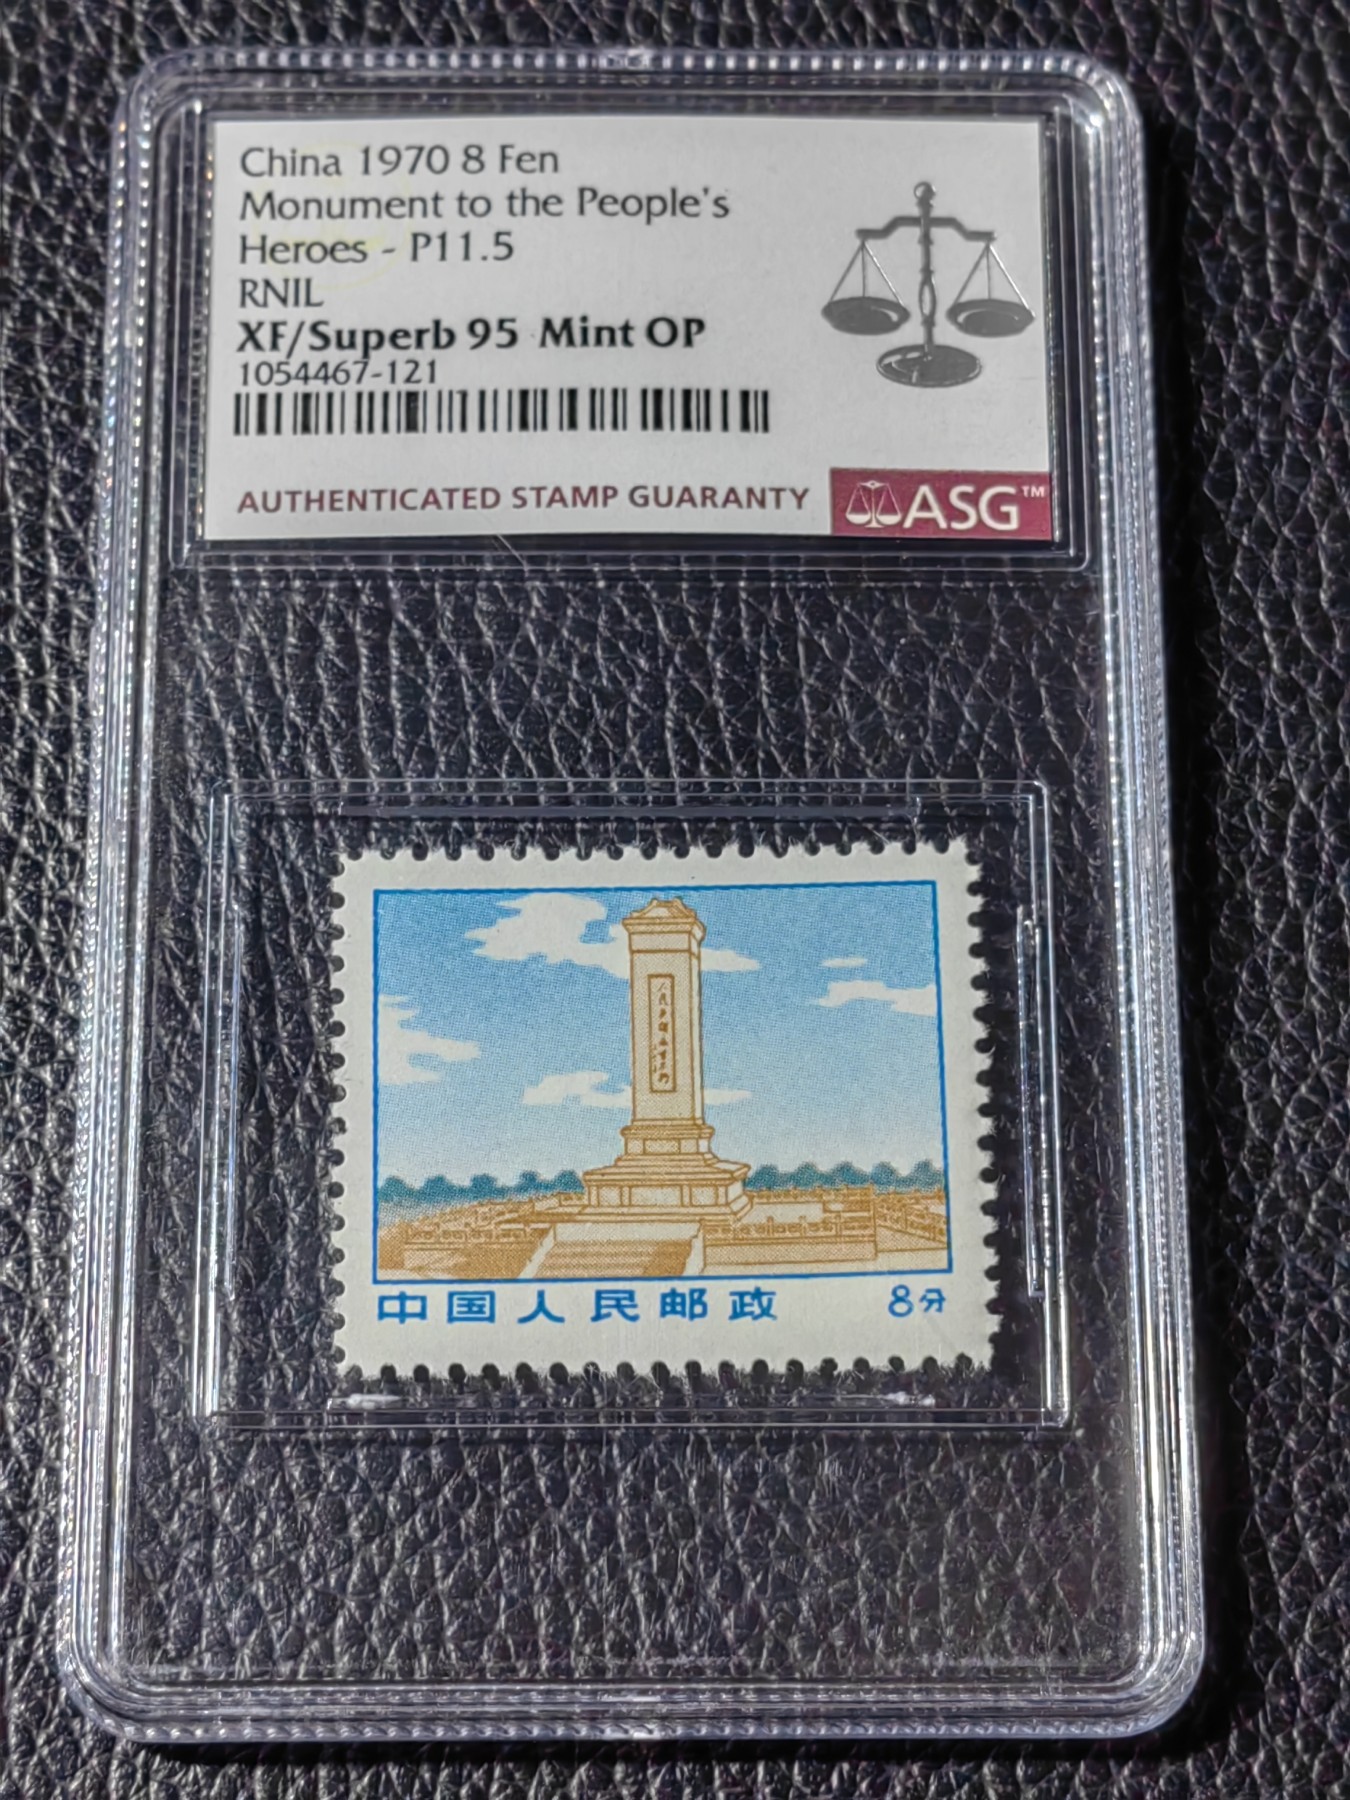 China 1970 8 Fen
Monument to the People's
Heroes - P11.5
RNIL
XF/Superb 95 Mint OP
1054467-121
AUTHENTICATED STAMP GUARANTY
ASG™
中国人民邮政 8分